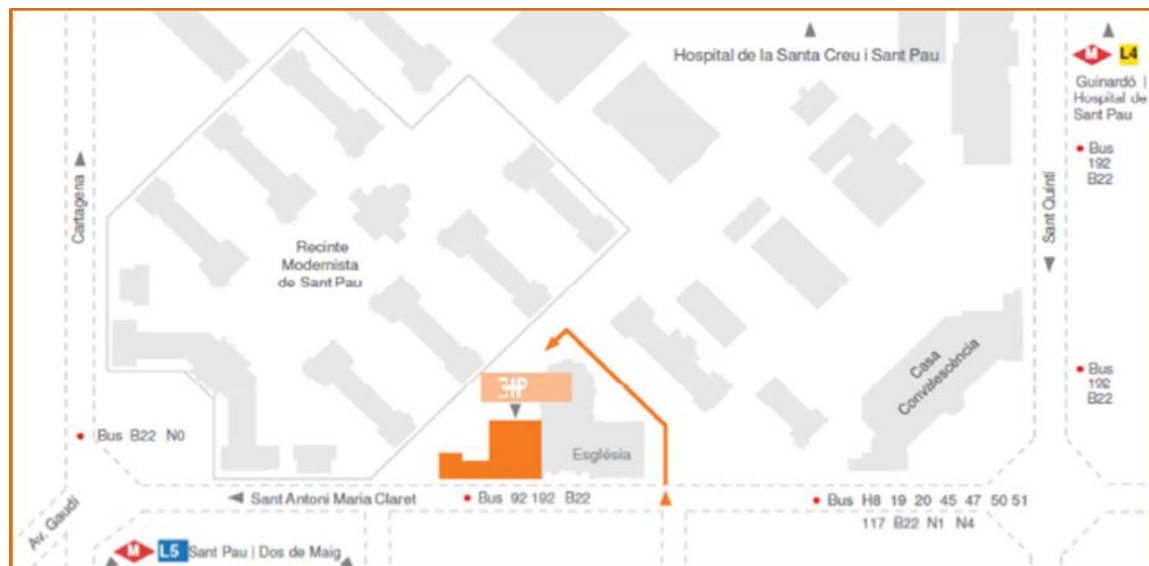 Hospital de la Santa Creu i Sant Pau
M L4
Guinardó |
Hospital de
Sant Pau
Bus
192
B22
Cartagena
Sant Quintí
Recinte
Modernista
de Sant Pau
Casa
Convalescència
Bus
192
B22
Bus B22 N0
Església
Sant Antoni Maria Claret
Bus 92 192 B22
Bus H8 19 20 45 47 50 51
117 B22 N1 N4
Av. Gaudí
M L5 Sant Pau | Dos de Maig